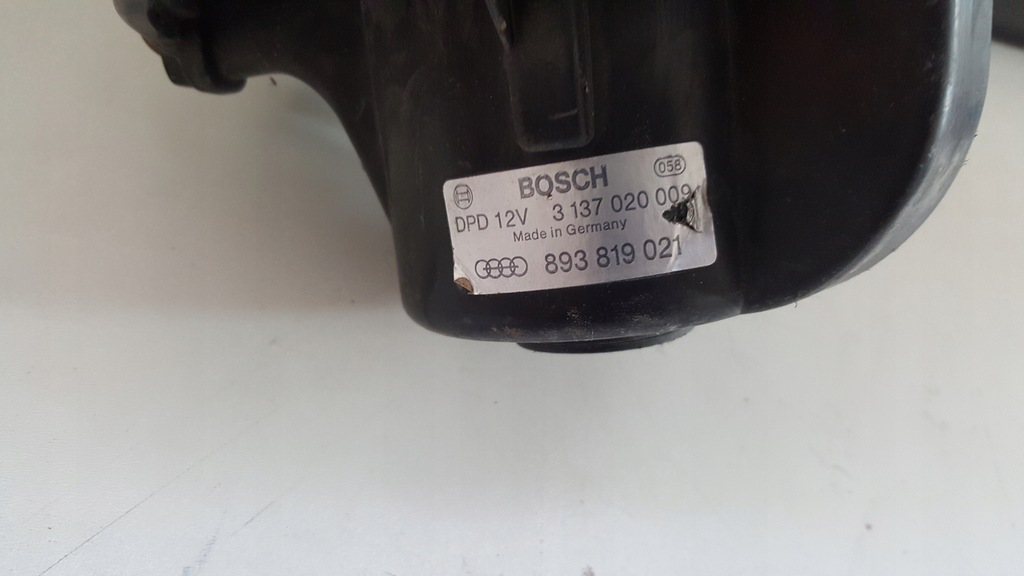 BOSCH 058
DPD 12V 3 137 020 009
Made in Germany
893 819 021